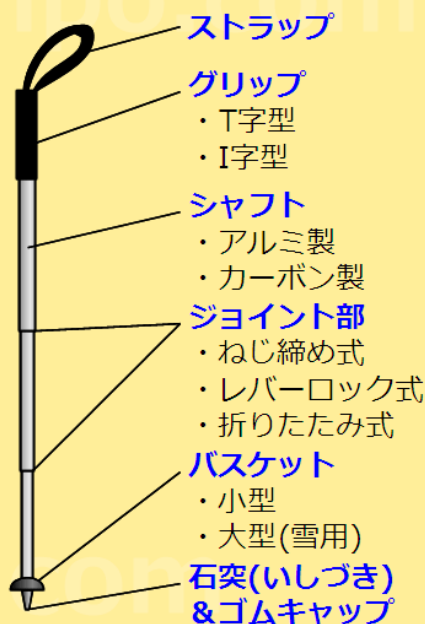 ストラップ
グリップ
・T字型
・I字型
シャフト
・アルミ製
・カーボン製
ジョイント部
・ねじ締め式
・レバーロック式
・折りたたみ式
バスケット
・小型
・大型(雪用)
石突(いしづき)
&ゴムキャップ